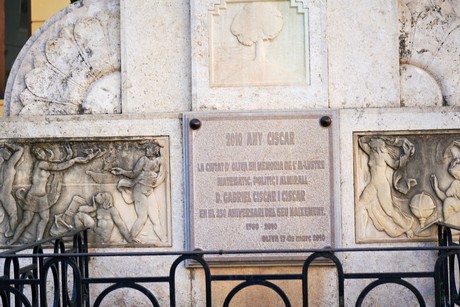 2010 ANY CISCAR
LA CIUTAT D'OLIVA EN MEMÒRIA DE L'IL·LUSTRE
MATEMÀTIC, POLÍTIC I ALMIRALL
D. GABRIEL CISCAR I CISCAR
EN EL 250 ANIVERSARI DEL SEU NAIXEMENT.
1760 - 2010
OLIVA 17 de març 2010